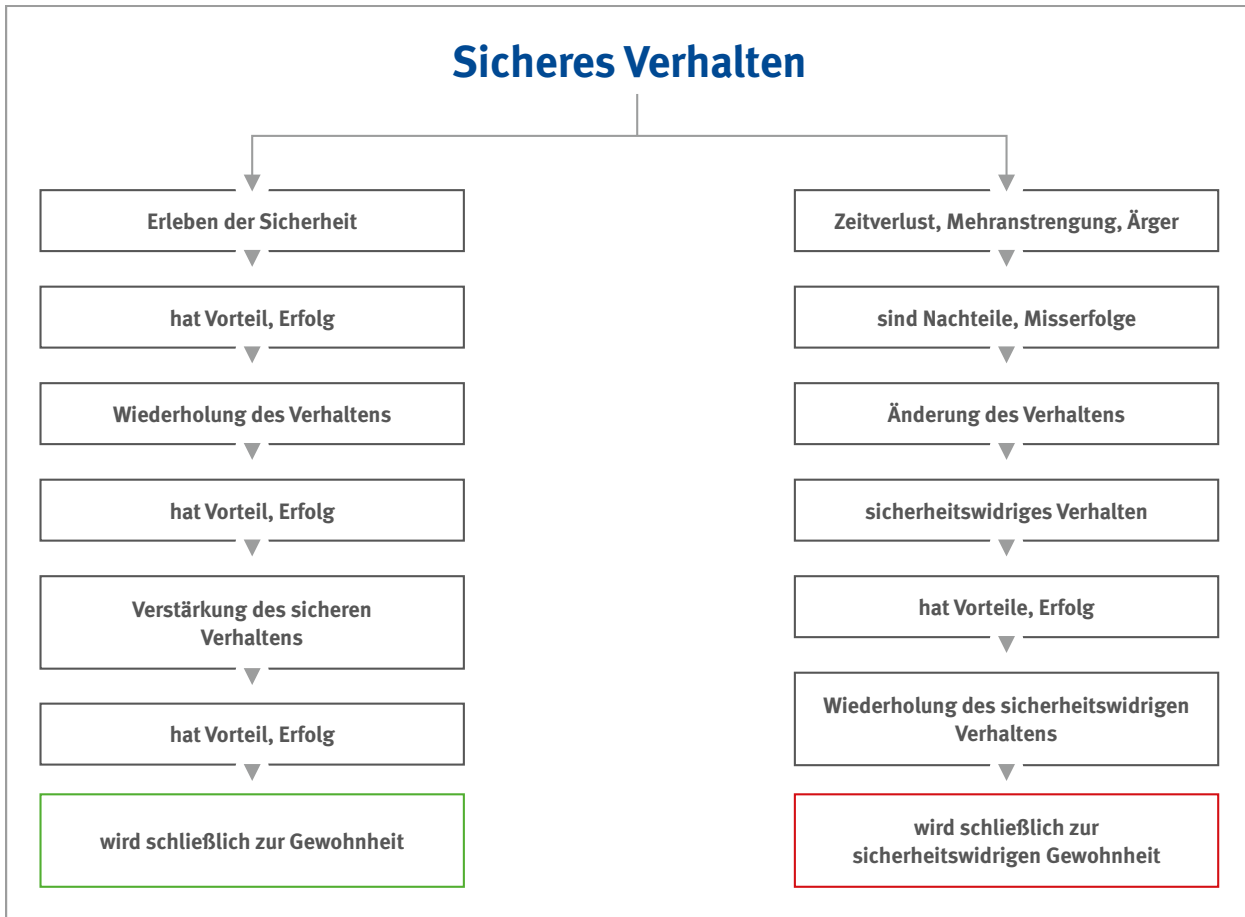 Sicheres Verhalten
Erleben der Sicherheit
hat Vorteil, Erfolg
Wiederholung des Verhaltens
hat Vorteil, Erfolg
Verstärkung des sicheren
Verhaltens
hat Vorteil, Erfolg
wird schließlich zur Gewohnheit
Zeitverlust, Mehranstrengung, Ärger
sind Nachteile, Misserfolge
Änderung des Verhaltens
sicherheitswidriges Verhalten
hat Vorteile, Erfolg
Wiederholung des sicherheitswidrigen
Verhaltens
wird schließlich zur
sicherheitswidrigen Gewohnheit